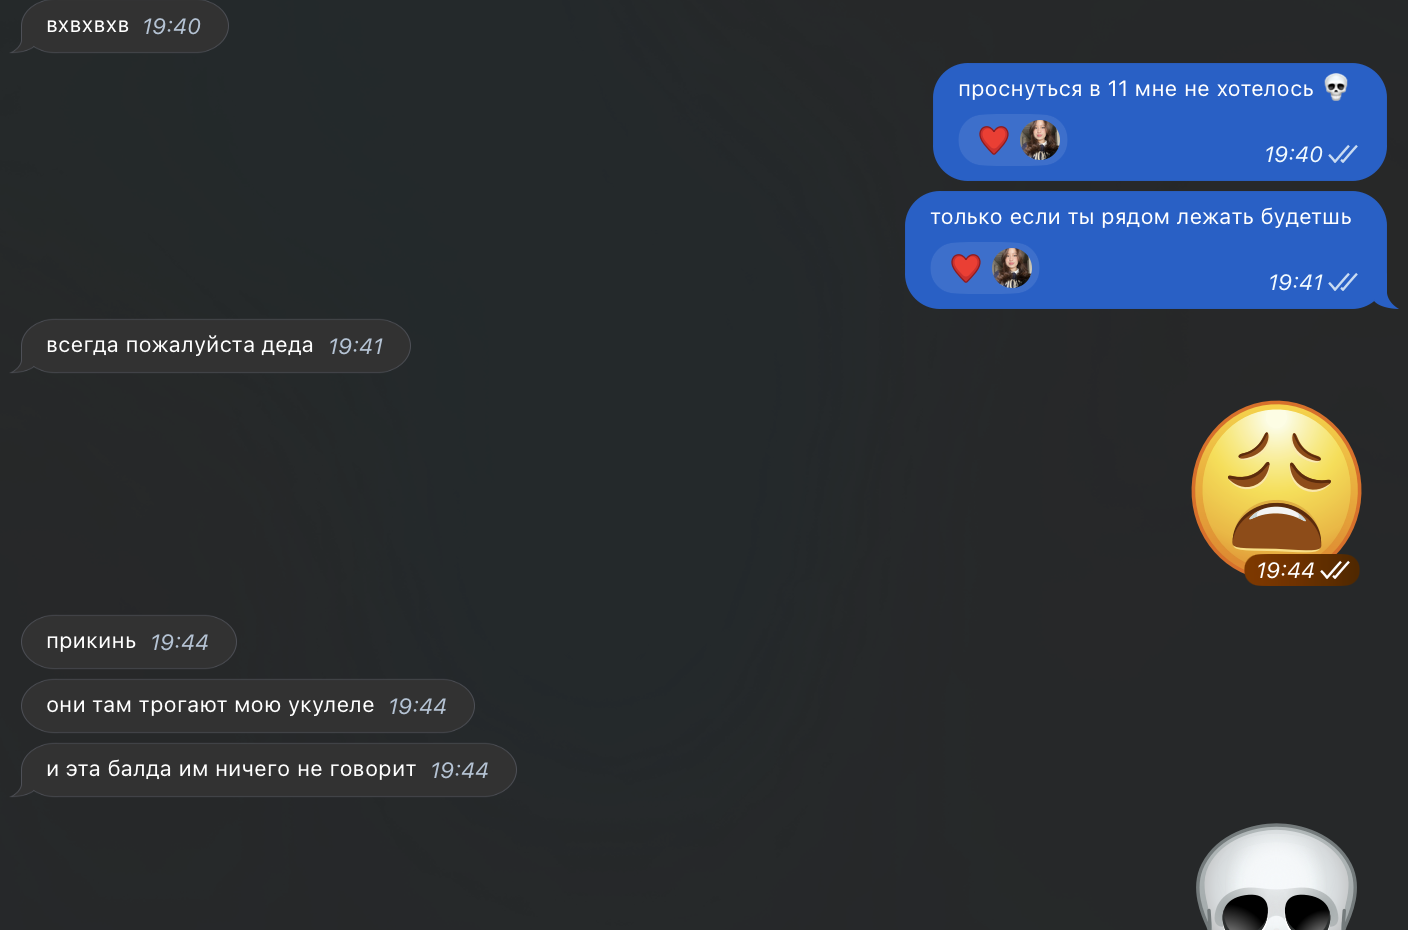 вхвхвхв 19:40
проснуться в 11 мне не хотелось 💀
19:40
только если ты рядом лежать будетшь
19:41
всегда пожалуйста деда 19:41
19:44
прикинь 19:44
они там трогают мою укулеле 19:44
и эта балда им ничего не говорит 19:44